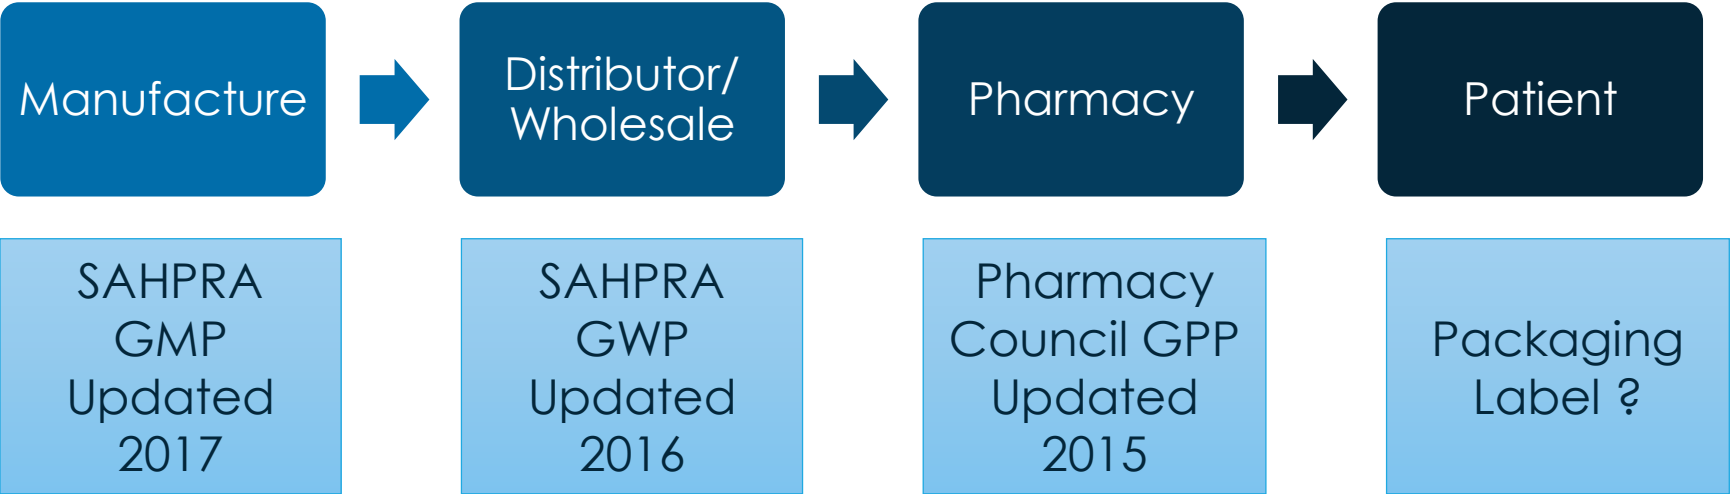 Manufacture
Distributor/
Wholesale
Pharmacy
Patient
SAHPRA
GMP
Updated
2017
SAHPRA
GWP
Updated
2016
Pharmacy
Council GPP
Updated
2015
Packaging
Label ?